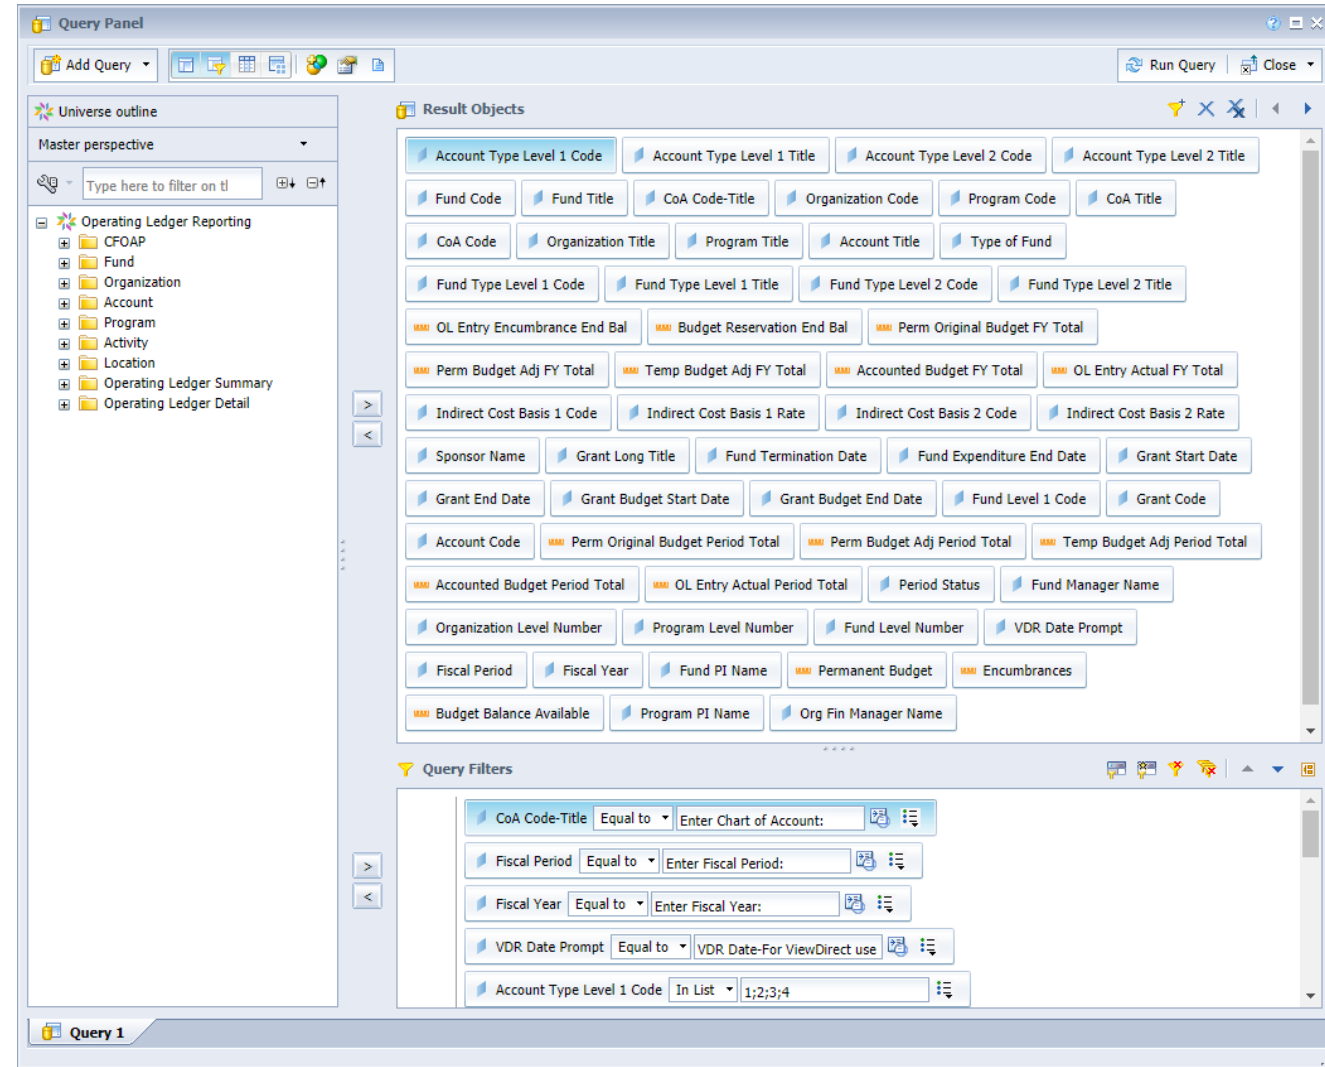 Query Panel
Add Query
Run Query
Close
Universe outline
Master perspective
Type here to filter on tl
Operating Ledger Reporting
CFOAP
Fund
Organization
Account
Program
Activity
Location
Operating Ledger Summary
Operating Ledger Detail
>
<
Result Objects
Account Type Level 1 Code Account Type Level 1 Title Account Type Level 2 Code Account Type Level 2 Title
Fund Code Fund Title CoA Code-Title Organization Code Program Code CoA Title
CoA Code Organization Title Program Title Account Title Type of Fund
Fund Type Level 1 Code Fund Type Level 1 Title Fund Type Level 2 Code Fund Type Level 2 Title
OL Entry Encumbrance End Bal Budget Reservation End Bal Perm Original Budget FY Total
Perm Budget Adj FY Total Temp Budget Adj FY Total Accounted Budget FY Total OL Entry Actual FY Total
Indirect Cost Basis 1 Code Indirect Cost Basis 1 Rate Indirect Cost Basis 2 Code Indirect Cost Basis 2 Rate
Sponsor Name Grant Long Title Fund Termination Date Fund Expenditure End Date Grant Start Date
Grant End Date Grant Budget Start Date Grant Budget End Date Fund Level 1 Code Grant Code
Account Code Perm Original Budget Period Total Perm Budget Adj Period Total Temp Budget Adj Period Total
Accounted Budget Period Total OL Entry Actual Period Total Period Status Fund Manager Name
Organization Level Number Program Level Number Fund Level Number VDR Date Prompt
Fiscal Period Fiscal Year Fund PI Name Permanent Budget Encumbrances
Budget Balance Available Program PI Name Org Fin Manager Name
Query Filters
>
<
CoA Code-Title Equal to Enter Chart of Account:
Fiscal Period Equal to Enter Fiscal Period:
Fiscal Year Equal to Enter Fiscal Year:
VDR Date Prompt Equal to VDR Date-For ViewDirect use
Account Type Level 1 Code In List 1;2;3;4
Query 1